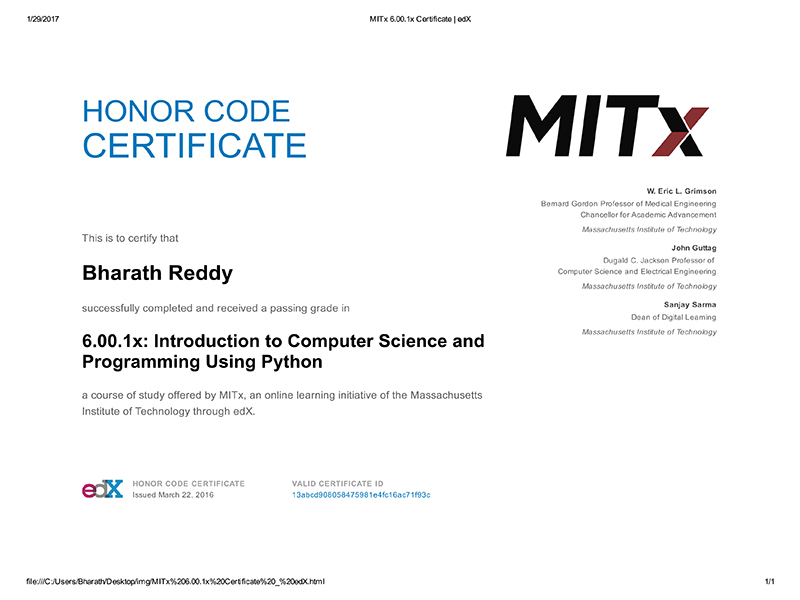 1/29/2017
MITx 6.00.1x Certificate | edX
HONOR CODE
CERTIFICATE
MITx
W. Eric L. Grimson
Bernard Gordon Professor of Medical Engineering
Chancellor for Academic Advancement
Massachusetts Institute of Technology
John Guttag
Dugald C. Jackson Professor of
Computer Science and Electrical Engineering
Massachusetts Institute of Technology
Sanjay Sarma
Dean of Digital Learning
Massachusetts Institute of Technology
This is to certify that
Bharath Reddy
successfully completed and received a passing grade in
6.00.1x: Introduction to Computer Science and
Programming Using Python
a course of study offered by MITx, an online learning initiative of the Massachusetts
Institute of Technology through edX.
edX
HONOR CODE CERTIFICATE
Issued March 22, 2016
VALID CERTIFICATE ID
13abcd908058475981e4fc16ac71f93c
file:///C:/Users/Bharath/Desktop/img/MITx%206.00.1x%20Certificate%20_%20edX.html
1/1